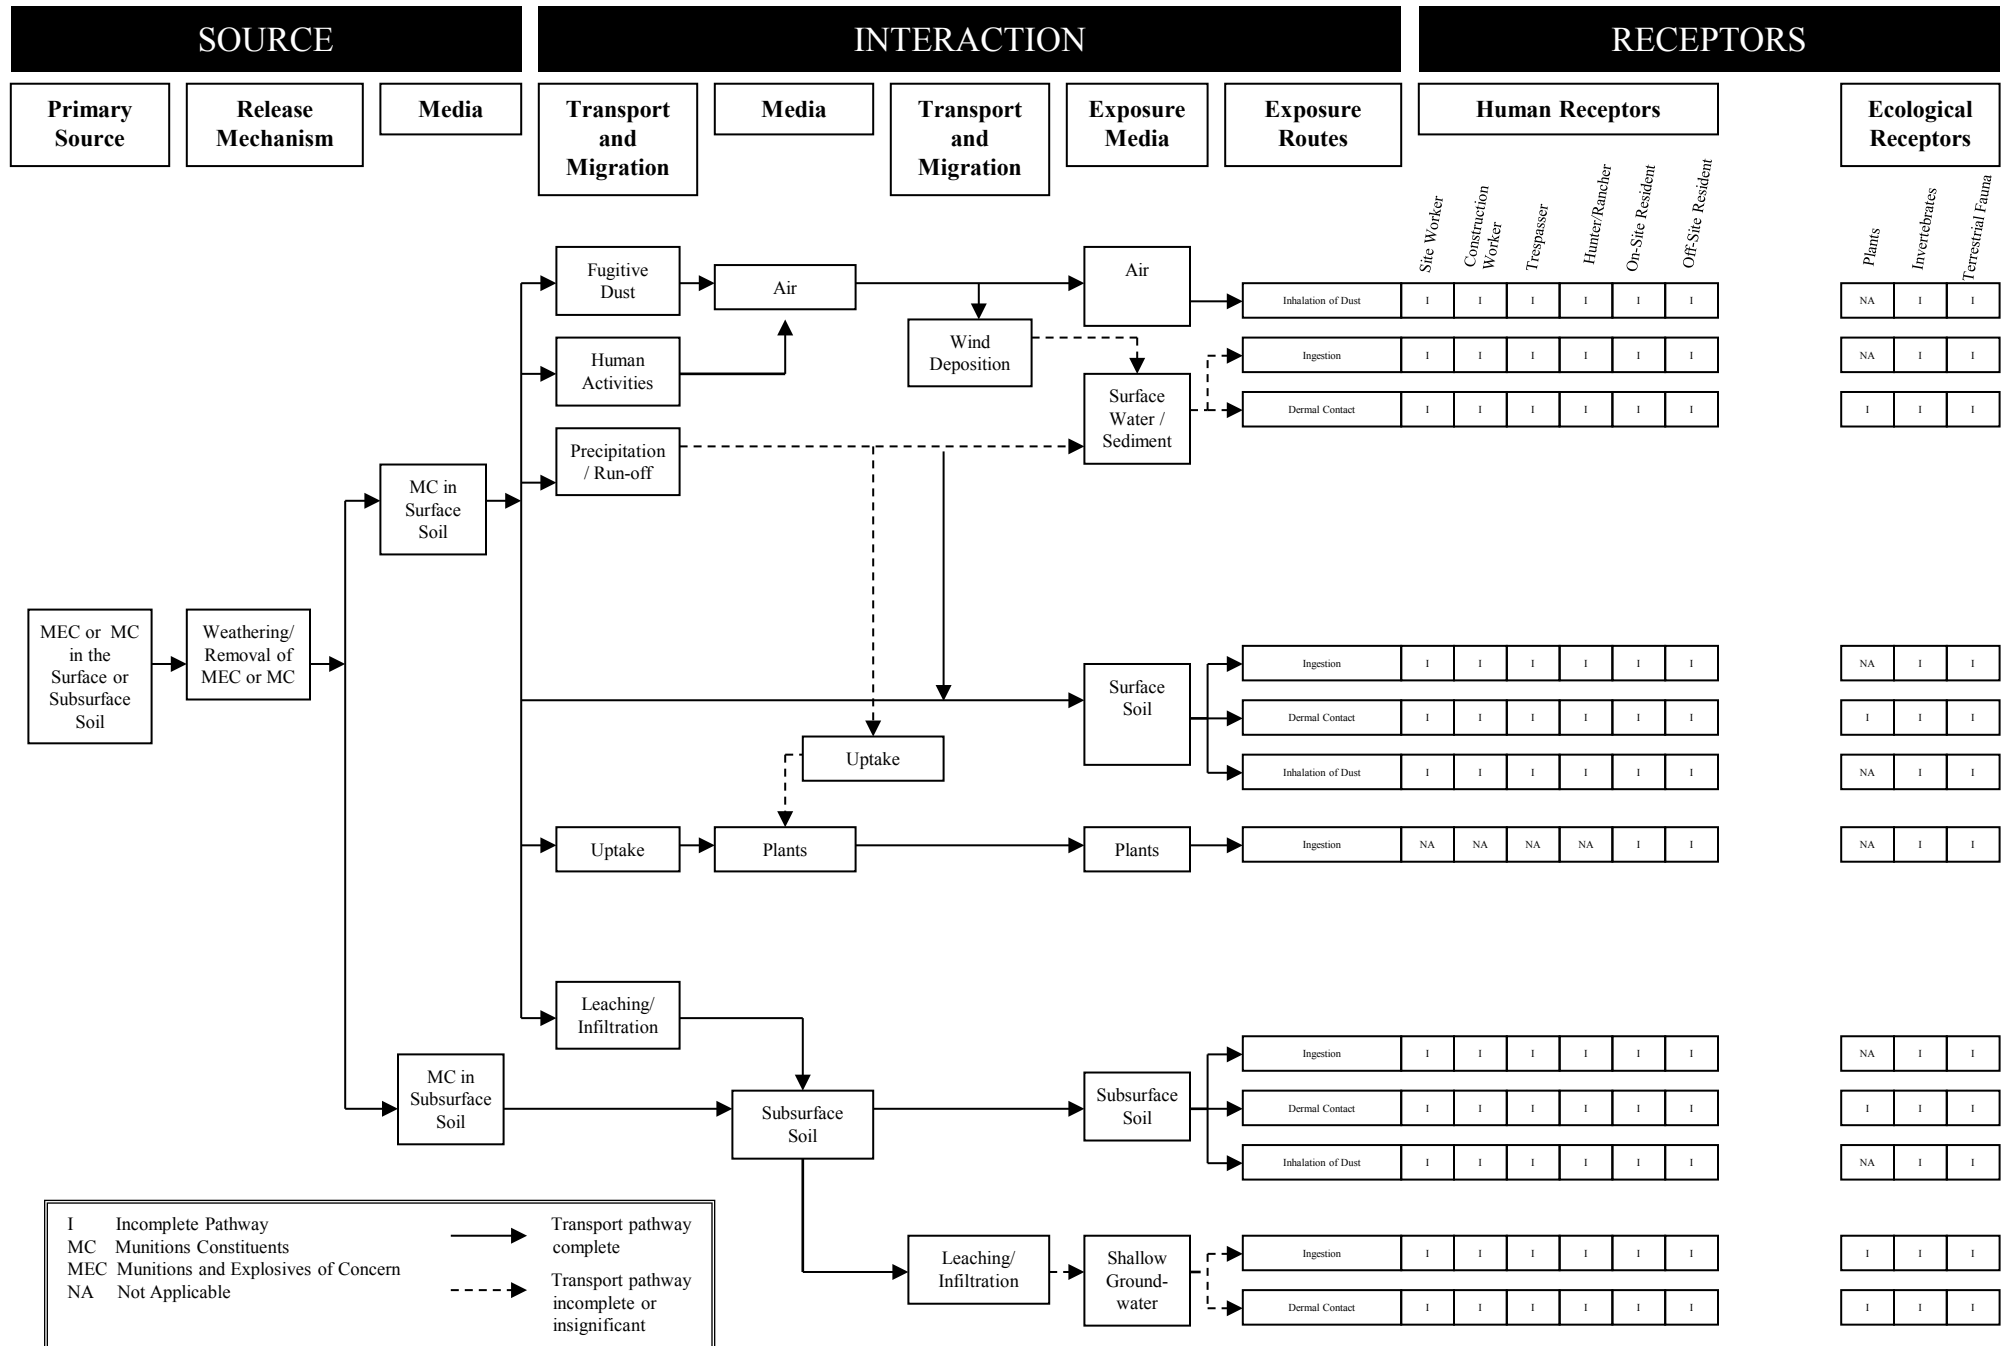 SOURCE
INTERACTION
RECEPTORS
Primary
Source
Release
Mechanism
Media
Transport
and
Migration
Media
Transport
and
Migration
Exposure
Media
Exposure
Routes
Human Receptors
Ecological
Receptors
Site Worker
Construction
Worker
Trespasser
Hunter/Rancher
On-Site Resident
Off-Site Resident
Plants
Invertebrates
Terrestrial Fauna
Fugitive
Dust
Air
Air
Inhalation of Dust I I I I I I NA I I
Human
Activities
Wind
Deposition
Ingestion I I I I I I NA I I
Surface
Water /
Sediment
Dermal Contact I I I I I I I I I
Precipitation
/ Run-off
MC in
Surface
Soil
MEC or MC
in the
Surface or
Subsurface
Soil
Weathering/
Removal of
MEC or MC
Surface
Soil
Ingestion I I I I I I NA I I
Dermal Contact I I I I I I I I I
Inhalation of Dust I I I I I I NA I I
Uptake
Uptake
Plants
Plants
Ingestion NA NA NA NA I I NA I I
Leaching/
Infiltration
MC in
Subsurface
Soil
Subsurface
Soil
Subsurface
Soil
Ingestion I I I I I I NA I I
Dermal Contact I I I I I I I I I
Inhalation of Dust I I I I I I NA I I
Leaching/
Infiltration
Shallow
Ground-
water
Ingestion I I I I I I I I I
Dermal Contact I I I I I I I I I
I Incomplete Pathway
MC Munitions Constituents
MEC Munitions and Explosives of Concern
NA Not Applicable
Transport pathway
complete
Transport pathway
incomplete or
insignificant